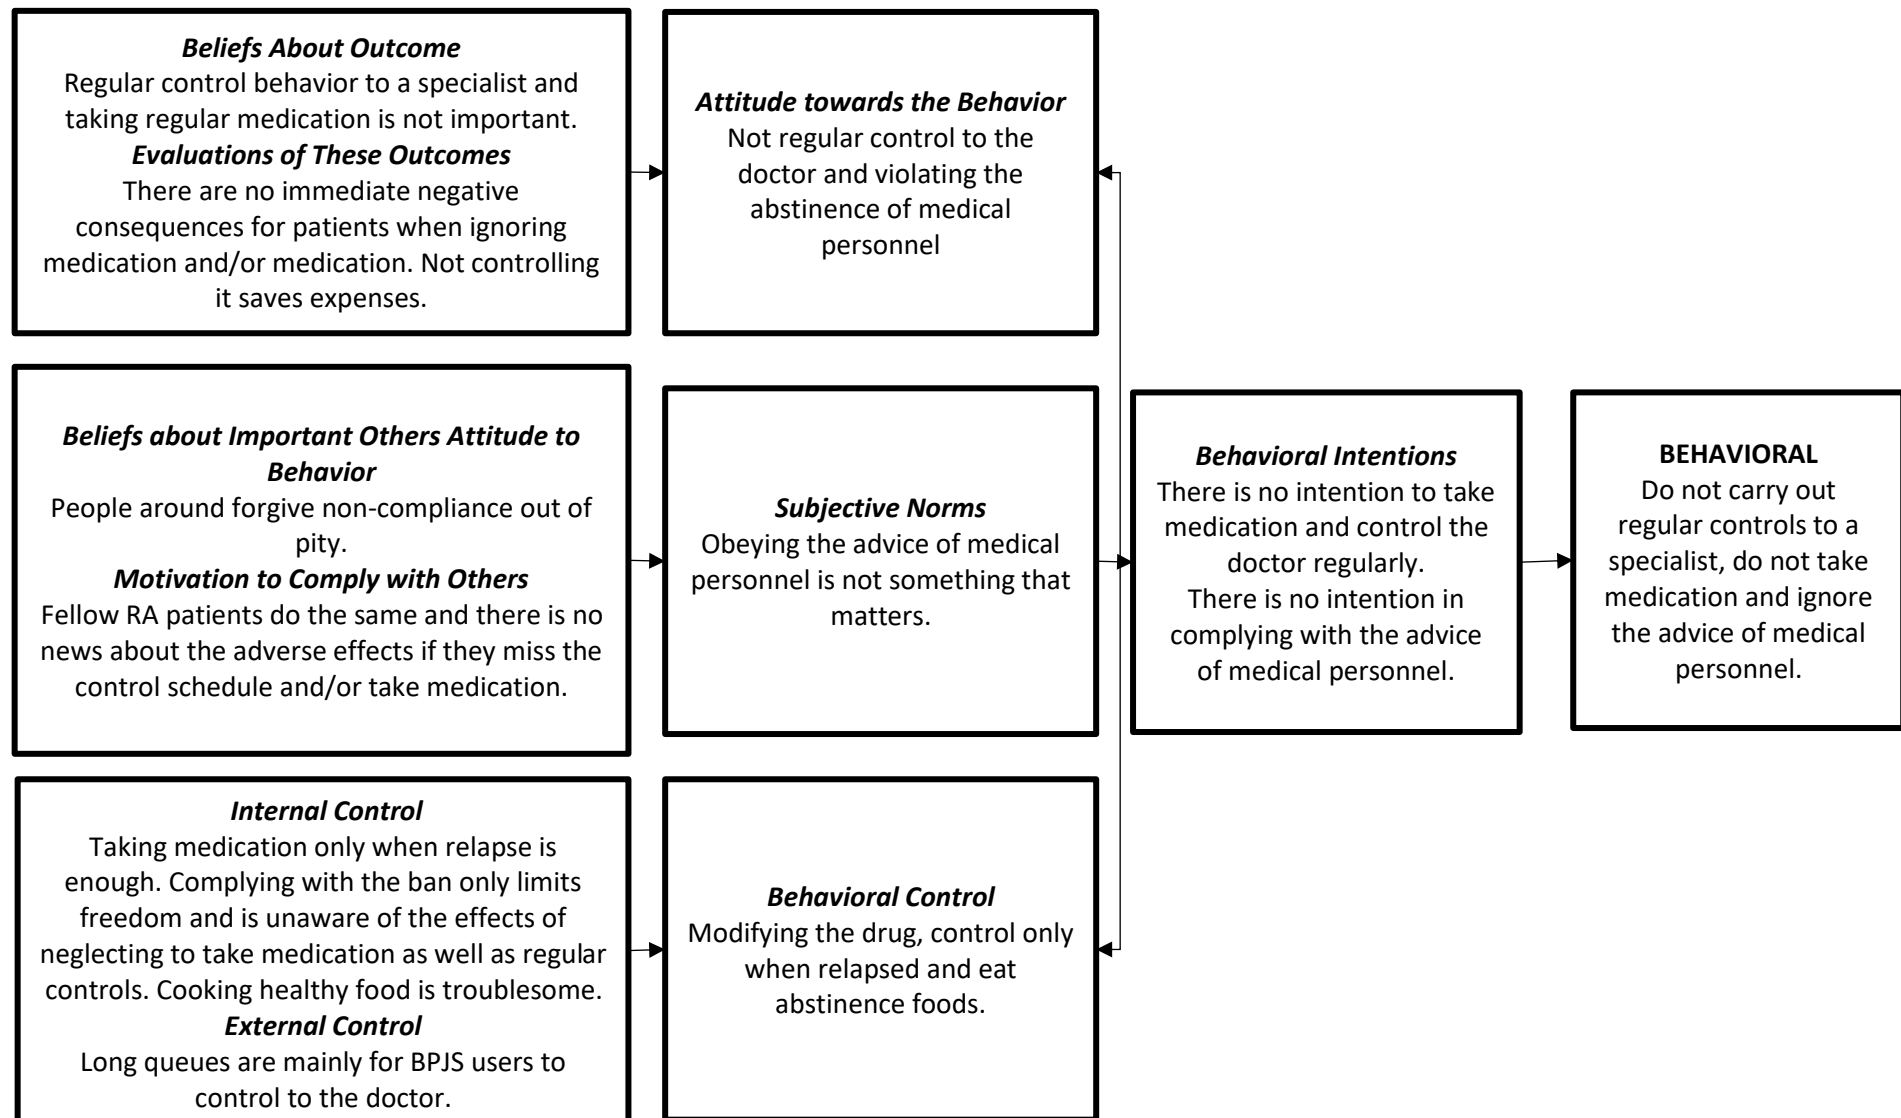 Beliefs About Outcome
Regular control behavior to a specialist and
taking regular medication is not important.
Evaluations of These Outcomes
There are no immediate negative
consequences for patients when ignoring
medication and/or medication. Not controlling
it saves expenses.
Attitude towards the Behavior
Not regular control to the
doctor and violating the
abstinence of medical
personnel
Beliefs about Important Others Attitude to
Behavior
People around forgive non-compliance out of
pity.
Motivation to Comply with Others
Fellow RA patients do the same and there is no
news about the adverse effects if they miss the
control schedule and/or take medication.
Subjective Norms
Obeying the advice of medical
personnel is not something that
matters.
Behavioral Intentions
There is no intention to take
medication and control the
doctor regularly.
There is no intention in
complying with the advice
of medical personnel.
BEHAVIORAL
Do not carry out
regular controls to a
specialist, do not take
medication and ignore
the advice of medical
personnel.
Internal Control
Taking medication only when relapse is
enough. Complying with the ban only limits
freedom and is unaware of the effects of
neglecting to take medication as well as regular
controls. Cooking healthy food is troublesome.
External Control
Long queues are mainly for BPJS users to
control to the doctor.
Behavioral Control
Modifying the drug, control only
when relapsed and eat
abstinence foods.